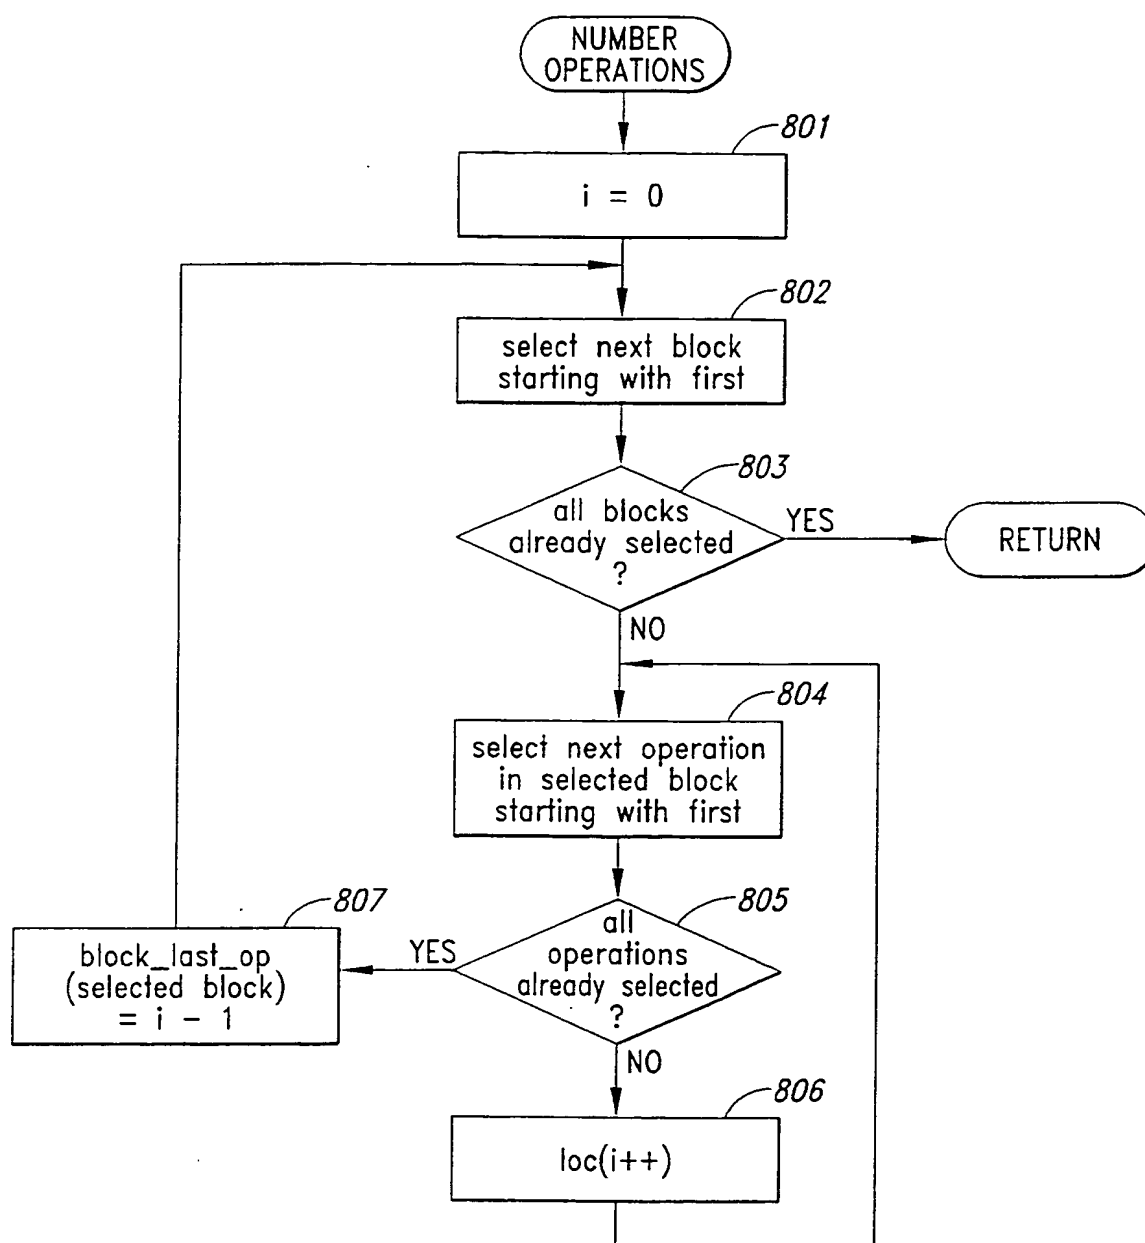 NUMBER
OPERATIONS
801
i = 0
802
select next block
starting with first
803
all blocks
already selected
?
YES
RETURN
NO
804
select next operation
in selected block
starting with first
805
all
operations
already selected
?
YES
807
block_last_op
(selected block)
= i - 1
NO
806
loc(i++)